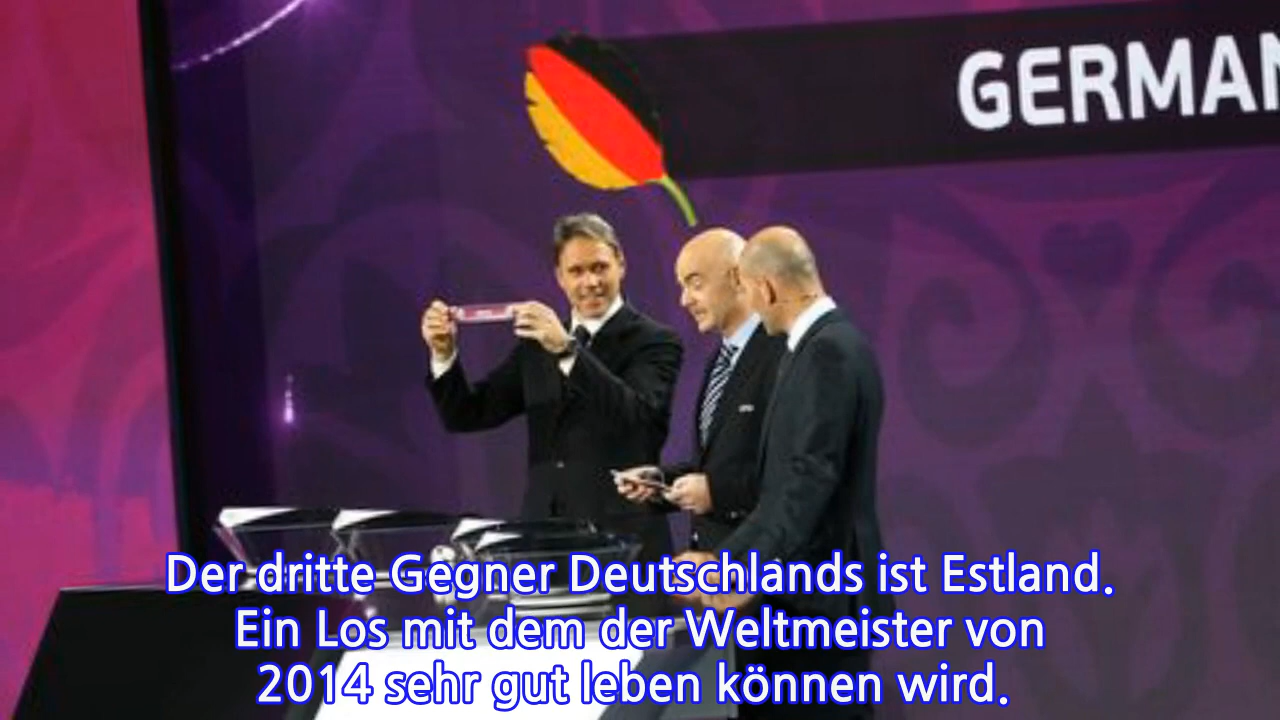 GERMAN
Der dritte Gegner Deutschlands ist Estland.
Ein Los mit dem der Weltmeister von
2014 sehr gut leben können wird.